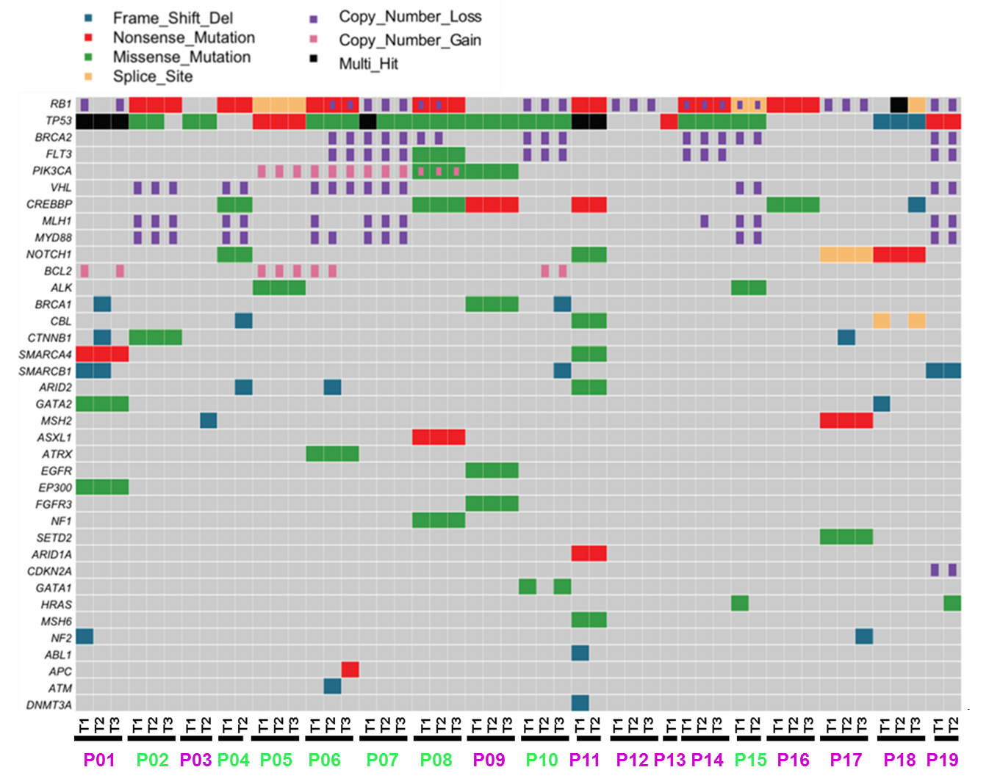 Frame_Shift_Del
Nonsense_Mutation
Missense_Mutation
Splice_Site
Copy_Number_Loss
Copy_Number_Gain
Multi_Hit
RB1
TP53
BRCA2
FLT3
PIK3CA
VHL
CREBBP
MLH1
MYD88
NOTCH1
BCL2
ALK
BRCA1
CBL
CTNNB1
SMARCA4
SMARCB1
ARID2
GATA2
MSH2
ASXL1
ATRX
EGFR
EP300
FGFR3
NF1
SETD2
ARID1A
CDKN2A
GATA1
HRAS
MSH6
NF2
ABL1
APC
ATM
DNMT3A
T1 T2 T3 T1 T2 T3 T1 T2 T1 T2 T1 T2 T3 T1 T2 T3 T1 T2 T3 T1 T2 T3 T1 T2 T3 T1 T2 T3 T1 T2 T1 T2 T3 T1 T1 T2 T3 T1 T2 T1 T2 T3 T1 T2 T3 T1 T2 T3 T1 T2
P01 P02 P03 P04 P05 P06 P07 P08 P09 P10 P11 P12 P13 P14 P15 P16 P17 P18 P19